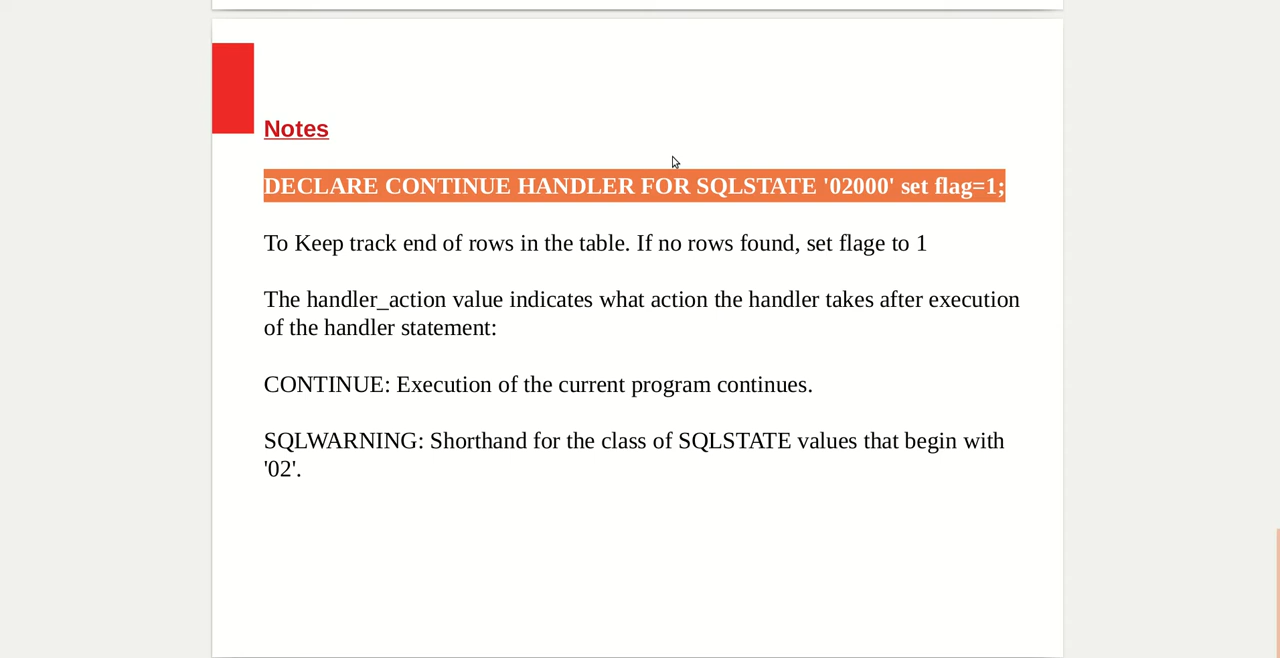 Notes
DECLARE CONTINUE HANDLER FOR SQLSTATE '02000' set flag=1;
To Keep track end of rows in the table. If no rows found, set flage to 1
The handler_action value indicates what action the handler takes after execution
of the handler statement:
CONTINUE: Execution of the current program continues.
SQLWARNING: Shorthand for the class of SQLSTATE values that begin with
'02'.